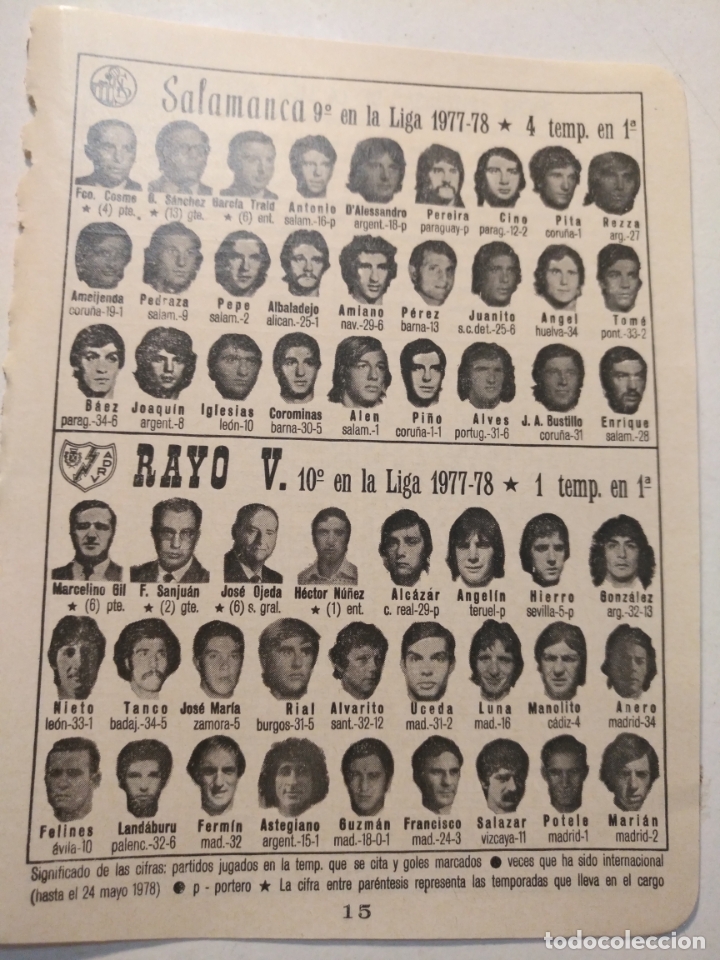 Salamanca 9º en la Liga 1977-78 ★ 4 temp. en 1ª
Fco. Cosme G. Sánchez García Traid Antonio D'Alessandro Pereira Cino Pita Rezza
★ (4) pte. ★ (13) gte. ★ (6) ent. salam.-16-p argent.-18-p paraguay-p parag.-12-2 coruña-1 arg.-27
Ameijenda Pedraza Pepe Albaladejo Amiano Pérez Juanito Angel Tomé
coruña-19-1 salam.-9 salam.-2 alican.-25-1 nav.-29-6 barna-13 s.c.det.-25-6 huelva-34 pont.-33-2
Báez Joaquín Iglesias Corominas Alen Piño Alves J. A. Bustillo Enrique
parag.-34-6 argent.-8 león-10 barna-30-5 salam.-1 coruña-1-1 portug.-31-6 coruña-31 salam.-28
A D R V
RAYO V. 10º en la Liga 1977-78 ★ 1 temp. en 1ª
Marcelino Gil F. Sanjuán José Ojeda Héctor Núñez Alcázár Angelín Hierro González
★ (6) pte. ★ (2) gte. ★ (6) s. gral. ★ (1) ent. c. real-29-p teruel-p sevilla-5-p arg.-32-13
Nieto Tanco José María Rial Alvarito Uceda Luna Manolito Anero
león-33-1 badaj.-34-5 zamora-5 burgos-31-5 sant.-32-12 mad.-31-2 mad.-16 cádiz-4 madrid-34
Felines Landáburu Fermín Astegiano Guzmán Francisco Salazar Potele Marián
ávila-10 palenc.-32-6 mad.-32 argent.-15-1 mad.-18-0-1 mad.-24-3 vizcaya-11 madrid-1 madrid-2
Significado de las cifras: partidos jugados en la temp. que se cita y goles marcados ● veces que ha sido internacional
(hasta el 24 mayo 1978) ● p - portero ★ La cifra entre paréntesis representa las temporadas que lleva en el cargo
15
todocoleccion.net